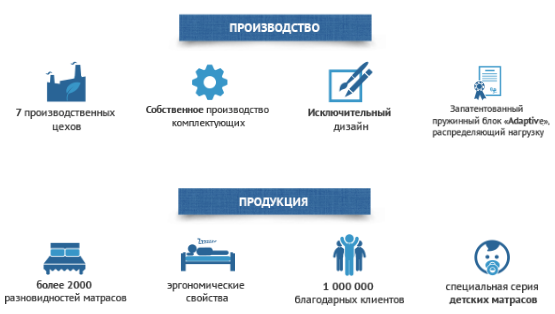 ПРОИЗВОДСТВО
7 производственных
цехов
Собственное производство
комплектующих
Исключительный
дизайн
Запатентованный
пружинный блок «Adaptive»,
распределяющий нагрузку
ПРОДУКЦИЯ
более 2000
разновидностей матрасов
эргономические
свойства
1 000 000
благодарных клиентов
специальная серия
детских матрасов